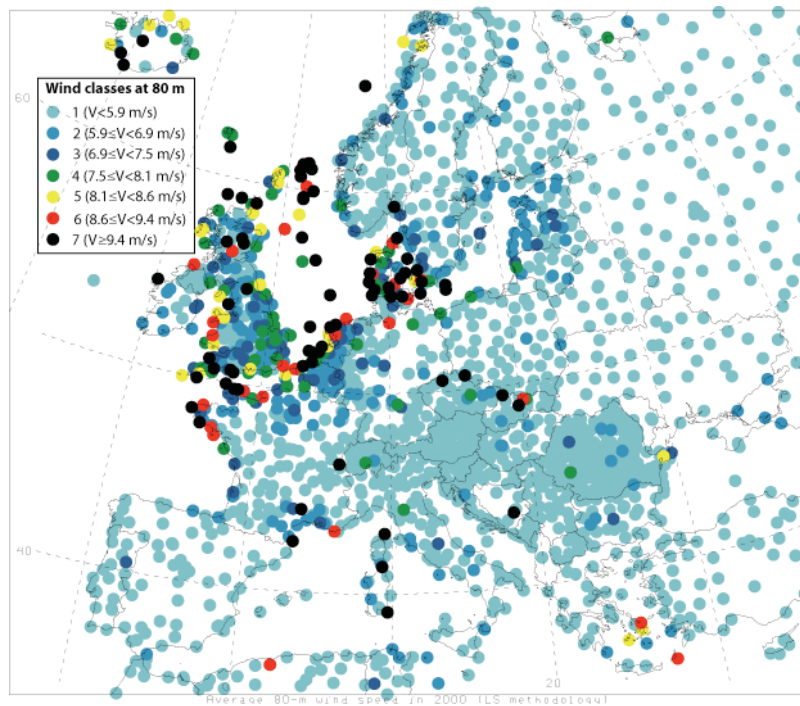 Wind classes at 80 m
60
1 (V<5.9 m/s)
2 (5.9≤V<6.9 m/s)
3 (6.9≤V<7.5 m/s)
4 (7.5≤V<8.1 m/s)
5 (8.1≤V<8.6 m/s)
6 (8.6≤V<9.4 m/s)
7 (V≥9.4 m/s)
40
20
Average 80-m wind speed in 2000 (LS methodology)